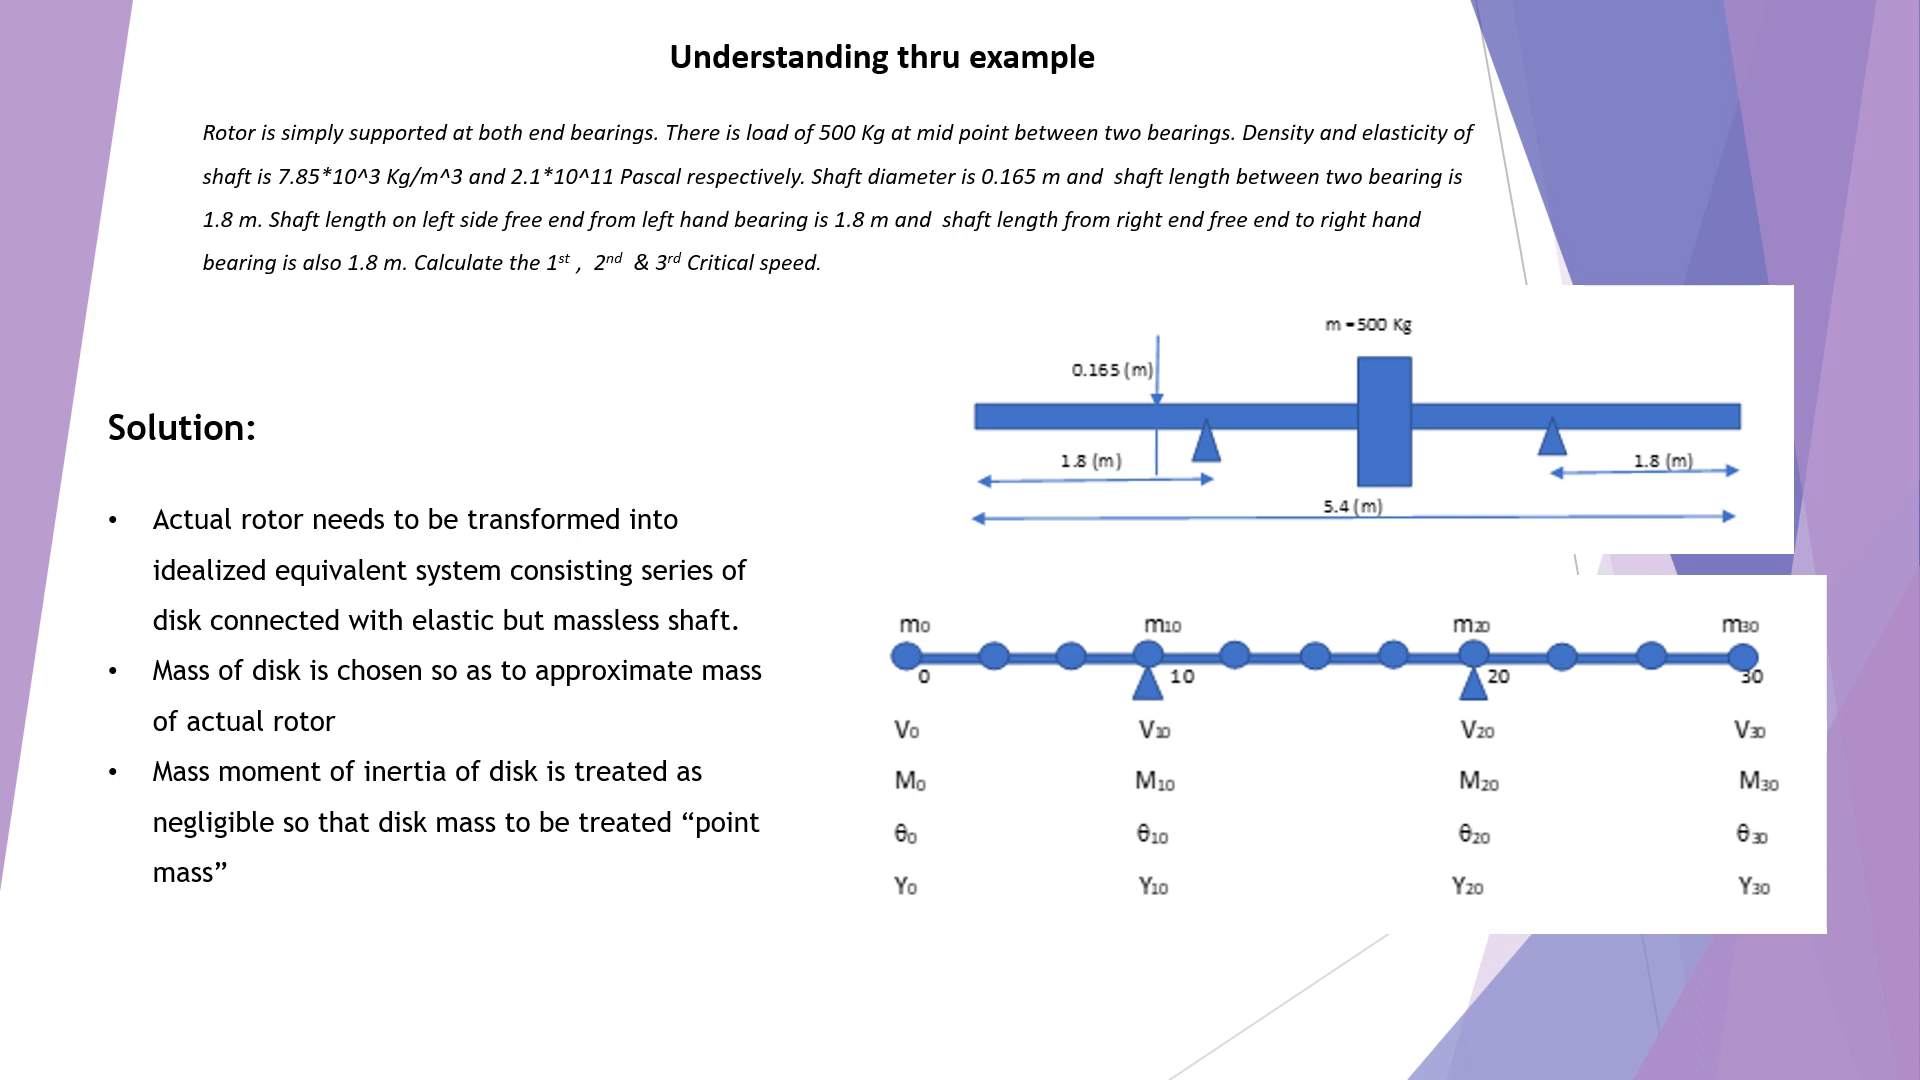 Understanding thru example
Rotor is simply supported at both end bearings. There is load of 500 Kg at mid point between two bearings. Density and elasticity of
shaft is 7.85*10^3 Kg/m^3 and 2.1*10^11 Pascal respectively. Shaft diameter is 0.165 m and shaft length between two bearing is
1.8 m. Shaft length on left side free end from left hand bearing is 1.8 m and shaft length from right end free end to right hand
bearing is also 1.8 m. Calculate the 1st , 2nd & 3rd Critical speed.
m = 500 Kg
0.165 (m)
1.8 (m) 1.8 (m)
5.4 (m)
Solution:
• Actual rotor needs to be transformed into
idealized equivalent system consisting series of
disk connected with elastic but massless shaft.
• Mass of disk is chosen so as to approximate mass
of actual rotor
• Mass moment of inertia of disk is treated as
negligible so that disk mass to be treated “point
mass”
m0 m10 m20 m30
0 10 20 30
V0 V10 V20 V30
M0 M10 M20 M30
θ0 θ10 θ20 θ30
Y0 Y10 Y20 Y30